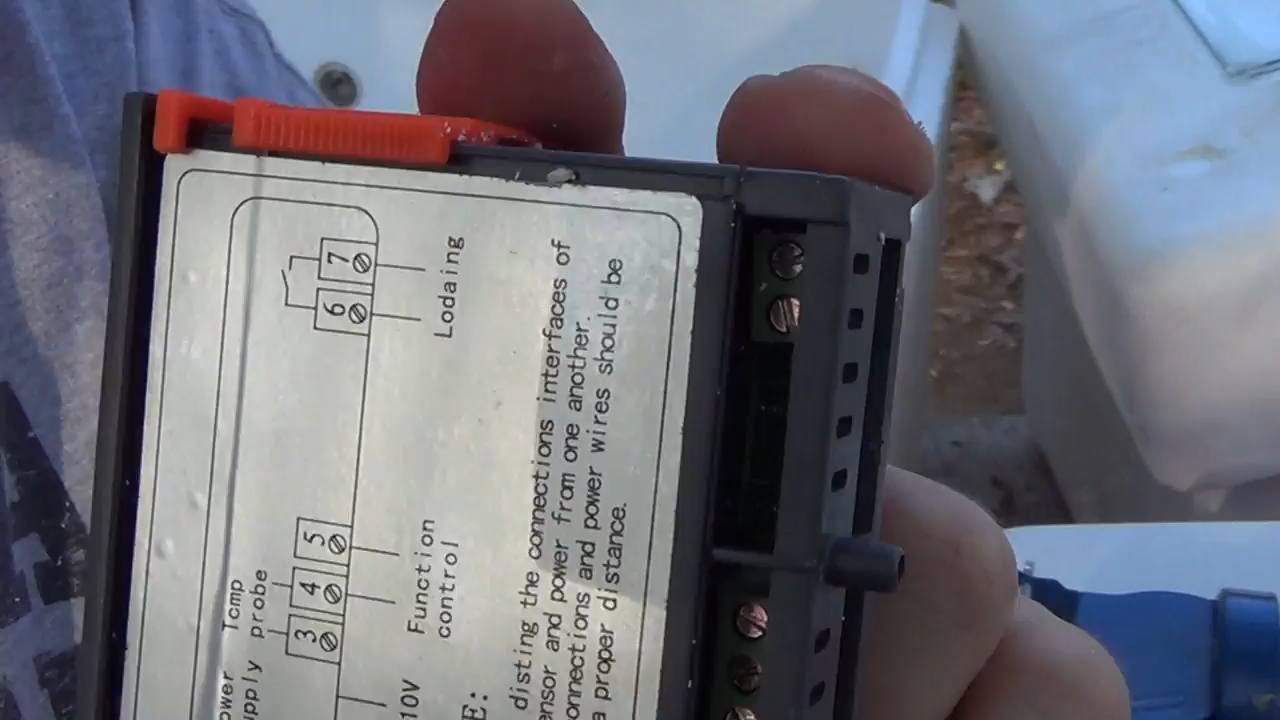 6 7
Lodaing
Tcmp
probe
3 4 5
Function
control
ower
upply
10V
E:
disting the connections interfaces of
ensor and power from one another.
onnections and power wires should be
a proper distance.